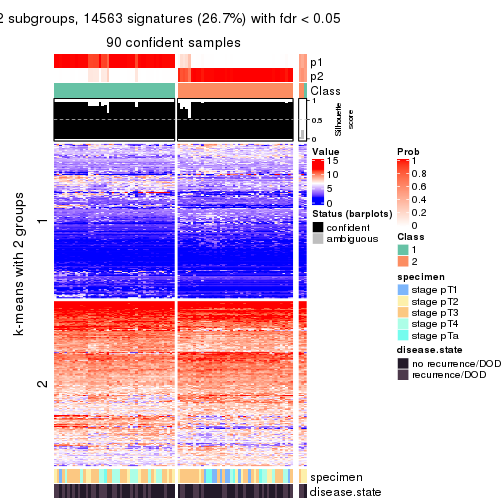 2 subgroups, 14563 signatures (26.7%) with fdr < 0.05
90 confident samples
p1
p2
Class
1
0.5
0
Silhouette
score
k-means with 2 groups
1
2
specimen
disease.state
Value
15
10
5
0
Status (barplots)
confident
ambiguous
Prob
1
0.8
0.6
0.4
0.2
0
Class
1
2
specimen
stage pT1
stage pT2
stage pT3
stage pT4
stage pTa
disease.state
no recurrence/DOD
recurrence/DOD